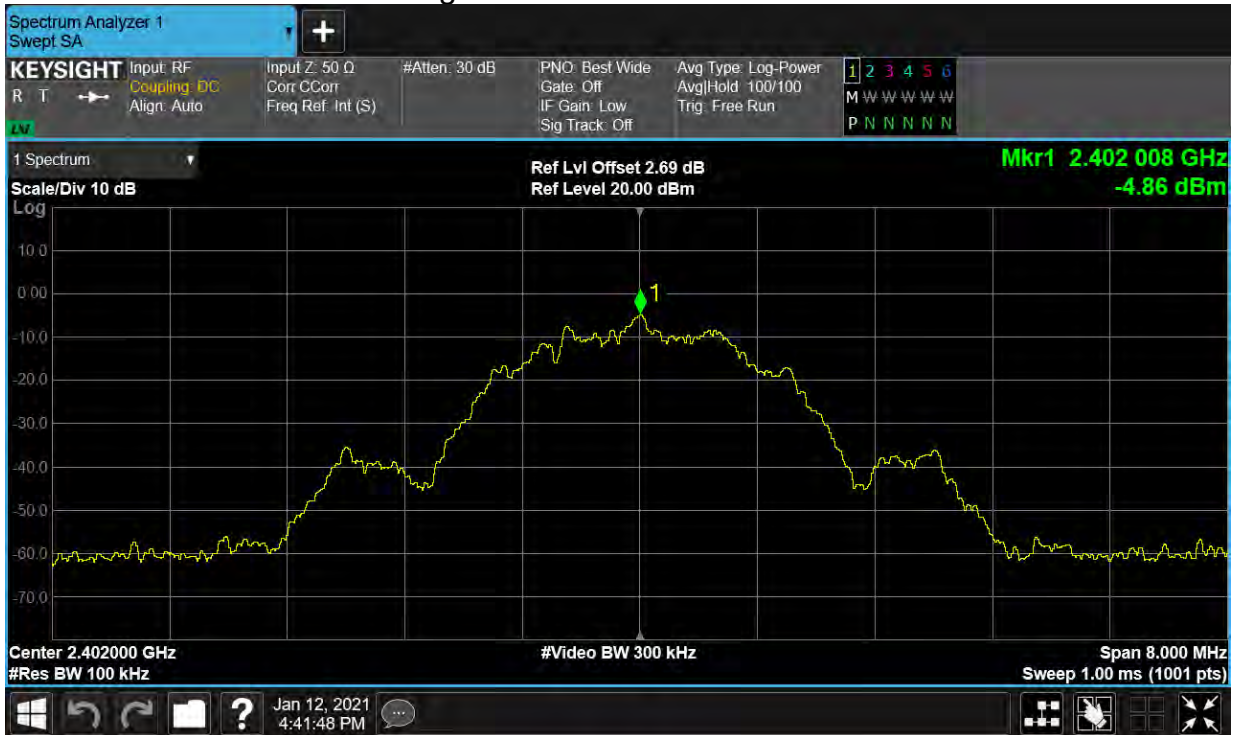 Spectrum Analyzer 1
Swept SA
+
KEYSIGHT
R T
LXI
Input: RF
Coupling: DC
Align: Auto
Input Z: 50 Ω
Corr CCorr
Freq Ref: Int (S)
#Atten: 30 dB
PNO: Best Wide
Gate: Off
IF Gain: Low
Sig Track: Off
Avg Type: Log-Power
Avg|Hold: 100/100
Trig: Free Run
1 2 3 4 5 6
M W W W W W
P N N N N N
1 Spectrum
Scale/Div 10 dB
Log
Ref Lvl Offset 2.69 dB
Ref Level 20.00 dBm
Mkr1 2.402 008 GHz
-4.86 dBm
10.0
0.00
-10.0
-20.0
-30.0
-40.0
-50.0
-60.0
-70.0
1
Center 2.402000 GHz
#Res BW 100 kHz
#Video BW 300 kHz
Span 8.000 MHz
Sweep 1.00 ms (1001 pts)
?
Jan 12, 2021
4:41:48 PM